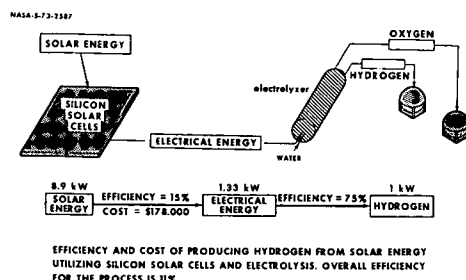 NASA-S-73-2587
SOLAR ENERGY
OXYGEN
HYDROGEN
electrolyzer
SILICON
SOLAR
CELLS
ELECTRICAL ENERGY
WATER
8.9 kW
SOLAR
ENERGY
EFFICIENCY = 15%
COST = $178.000
1.33 kW
ELECTRICAL
ENERGY
EFFICIENCY = 75%
1 kW
HYDROGEN
EFFICIENCY AND COST OF PRODUCING HYDROGEN FROM SOLAR ENERGY
UTILIZING SILICON SOLAR CELLS AND ELECTROLYSIS. OVERALL EFFICIENCY
FOR THE PROCESS IS 11%